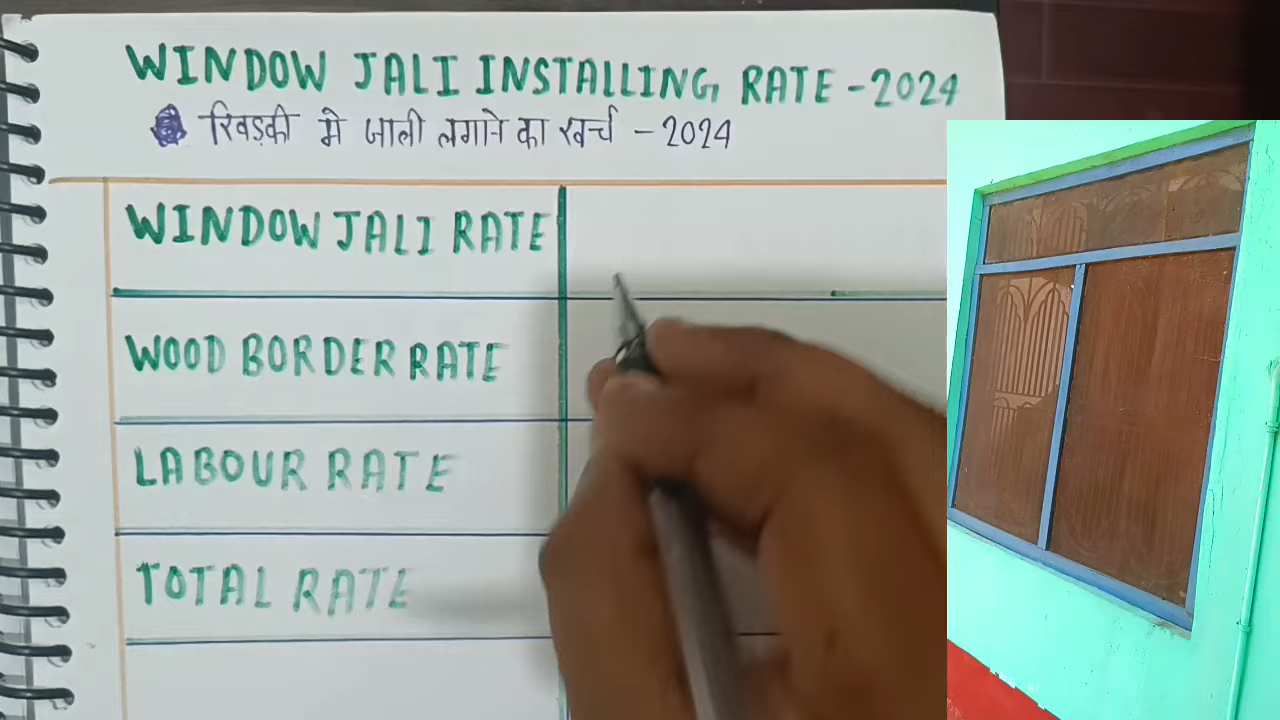 WINDOW JALI INSTALLING RATE - 2024
खिड़की मे जाली लगाने का खर्च - 2024
WINDOW JALI RATE
WOOD BORDER RATE
LABOUR RATE
TOTAL RATE